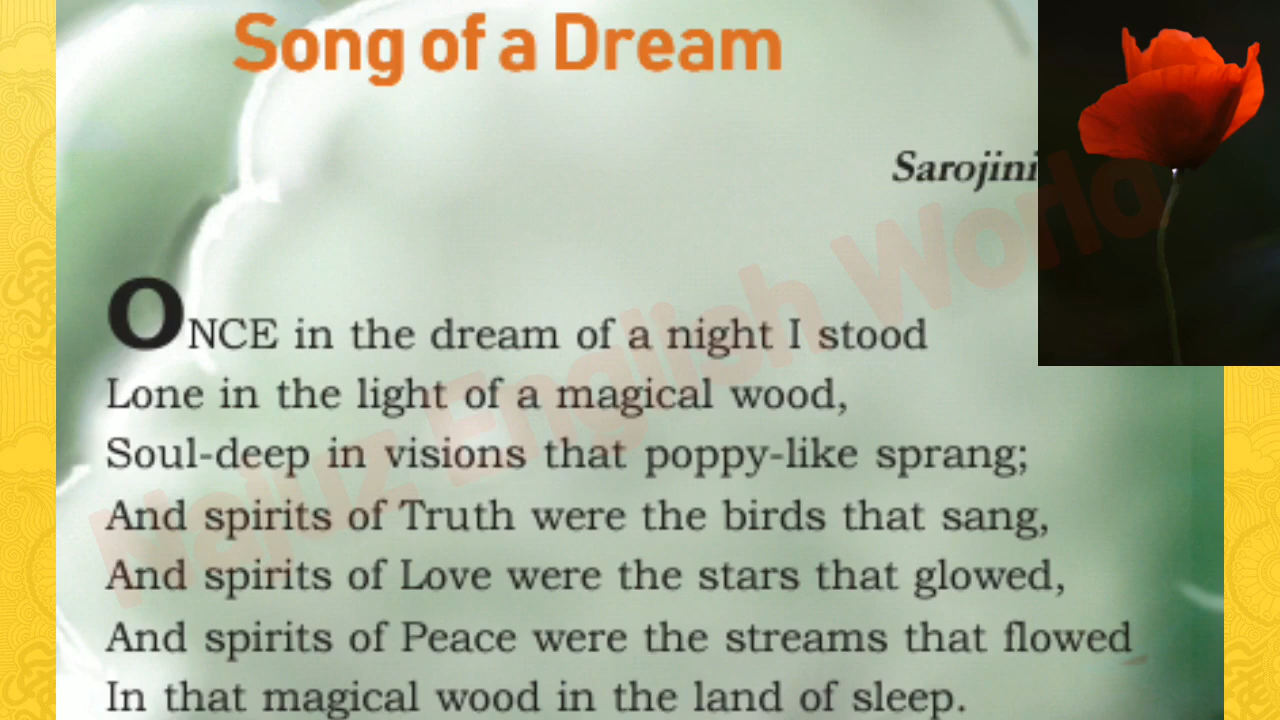 Song of a Dream
Sarojini
ONCE in the dream of a night I stood
Lone in the light of a magical wood,
Soul-deep in visions that poppy-like sprang;
And spirits of Truth were the birds that sang,
And spirits of Love were the stars that glowed,
And spirits of Peace were the streams that flowed
In that magical wood in the land of sleep.
Najuz English World